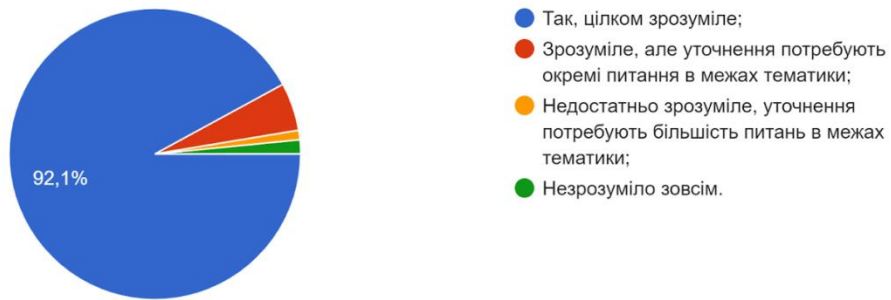 92,1%
Так, цілком зрозуміле;
Зрозуміле, але уточнення потребують
окремі питання в межах тематики;
Недостатньо зрозуміле, уточнення
потребують більшість питань в межах
тематики;
Незрозуміло зовсім.